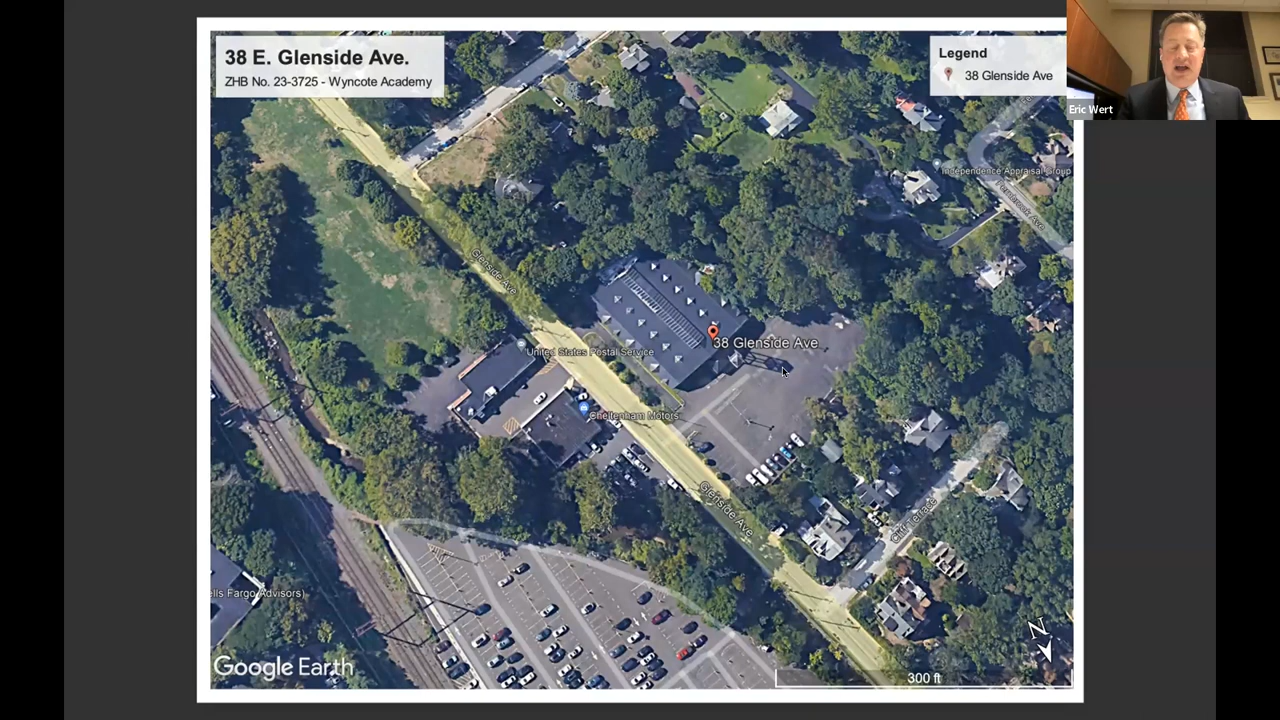 38 E. Glenside Ave.
ZHB No. 23-3725 - Wyncote Academy
Legend
38 Glenside Ave
Eric Wert
Independence Appraisal Group
Glenside Ave
38 Glenside Ave.
United States Postal Service
Cheltenham Motors
Glenside Ave
Cliff Terrace
ells Fargo Advisors)
N
Google Earth
300 ft